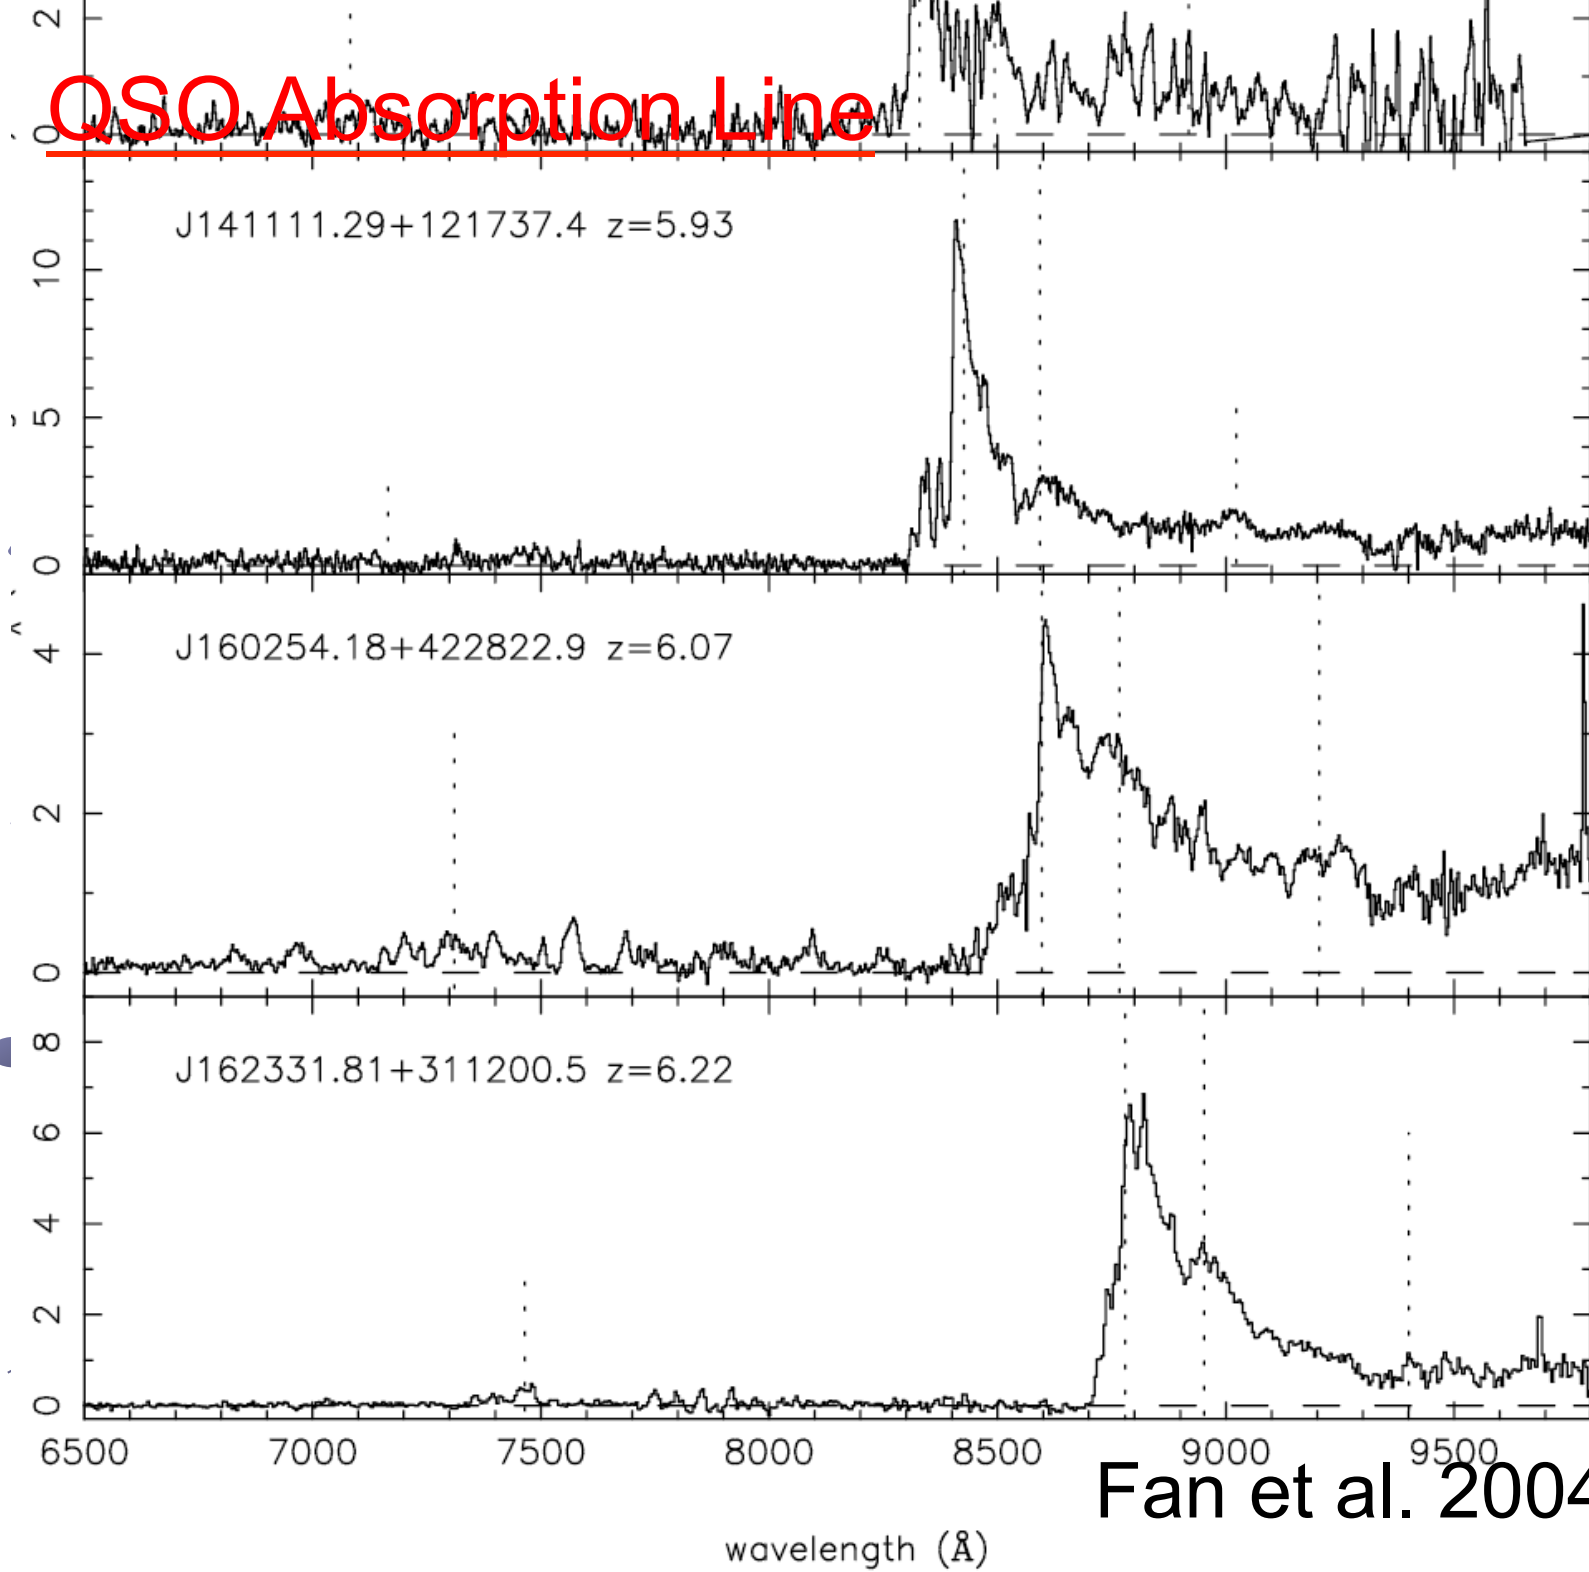 2
0
QSO Absorption Line
J141111.29+121737.4 z=5.93
10
5
0
J160254.18+422822.9 z=6.07
4
2
0
J162331.81+311200.5 z=6.22
8
6
4
2
0
6500 7000 7500 8000 8500 9000 9500
Fan et al. 2004
wavelength (Å)